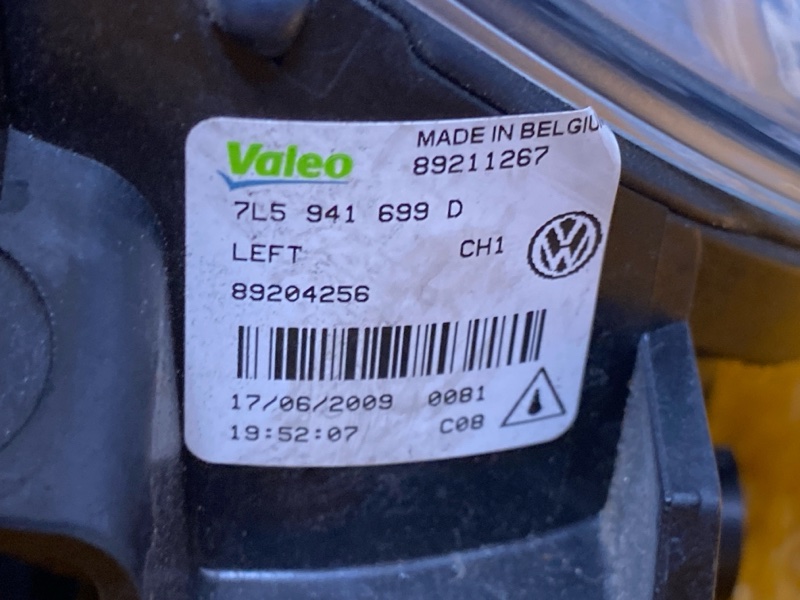 Valeo
MADE IN BELGIU
89211267
7L5 941 699 D
LEFT CH1
89204256
17/06/2009 0081
19:52:07 C08